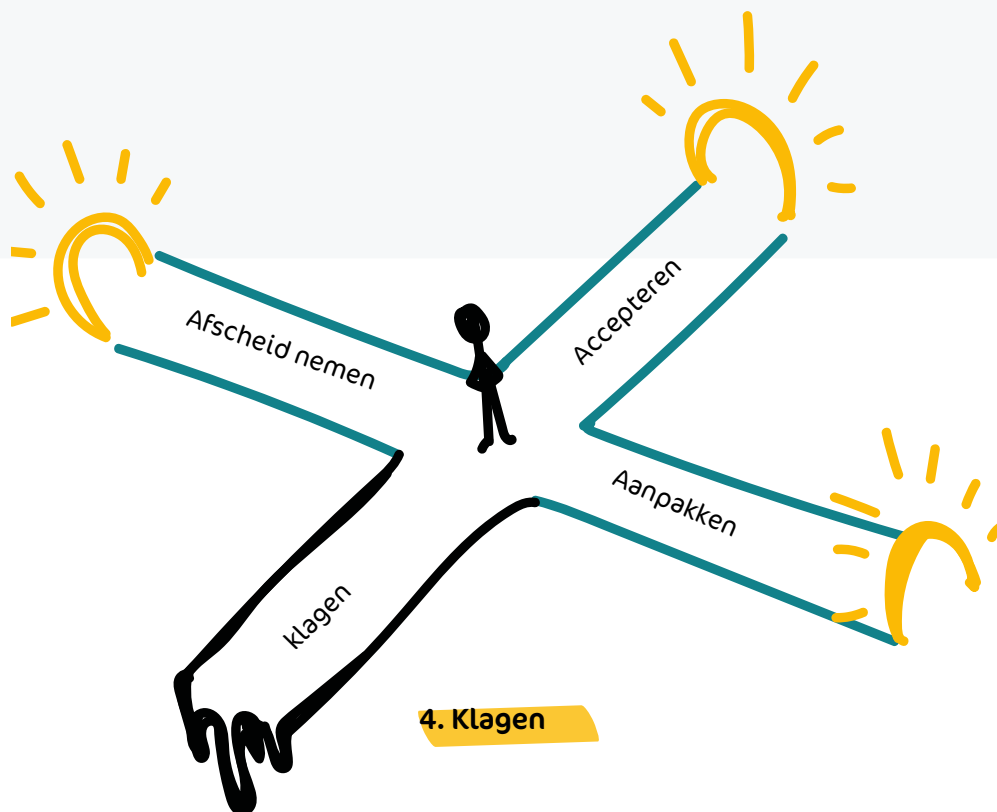 Accepteren
Afscheid nemen
Aanpakken
klagen
4. Klagen